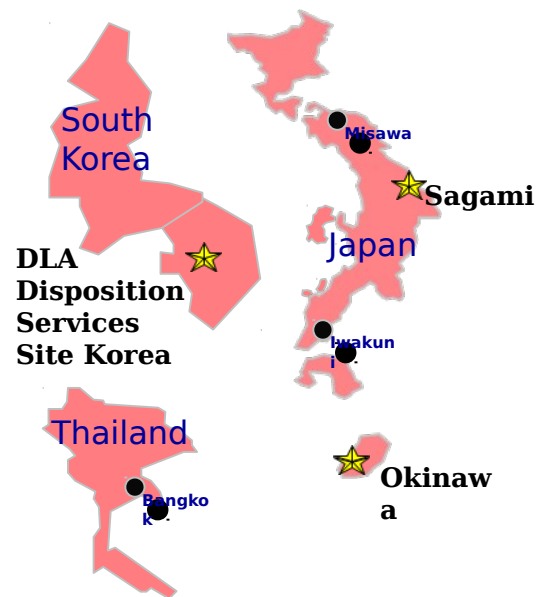 South
Korea
Misawa
Sagami
Japan
DLA
Disposition
Services
Site Korea
Iwakun
i
Thailand
Okinaw
a
Bangko
k